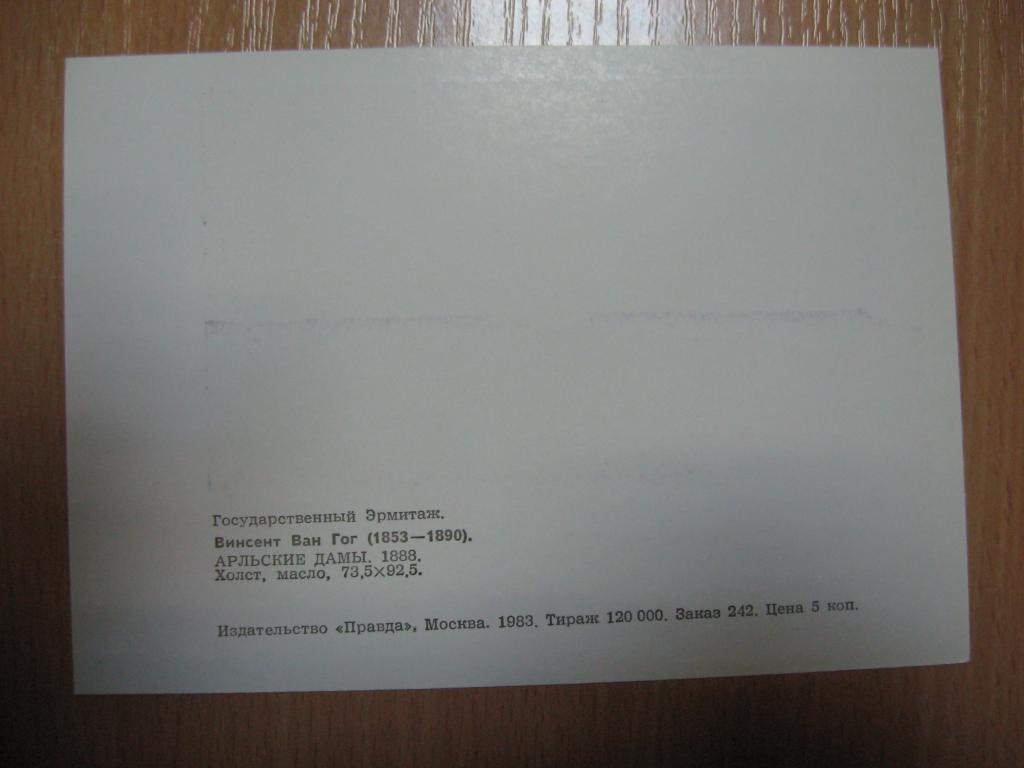 Государственный Эрмитаж.
Винсент Ван Гог (1853—1890).
АРЛЬСКИЕ ДАМЫ. 1888.
Холст, масло, 73,5×92,5.
Издательство «Правда», Москва. 1983. Тираж 120 000. Заказ 242. Цена 5 коп.